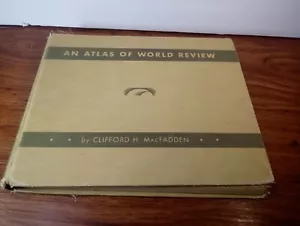 AN ATLAS OF WORLD REVIEW
• • by CLIFFORD H. MACFADDEN • •